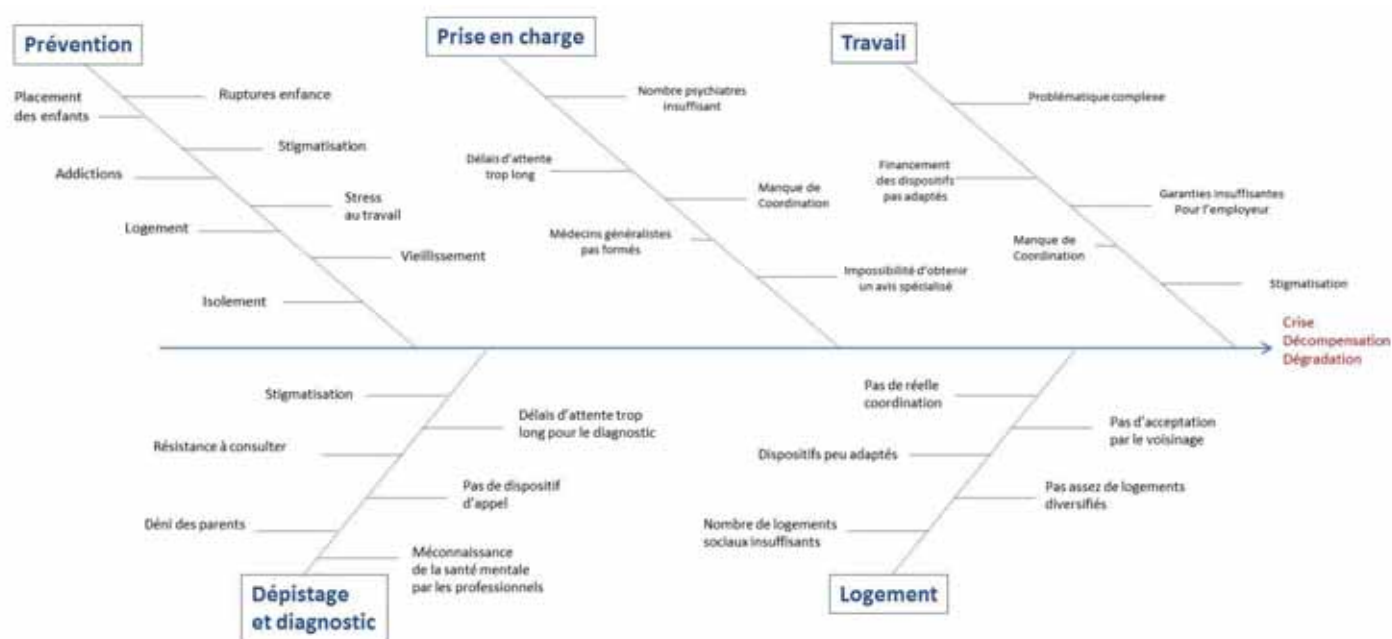 Prévention
Placement
des enfants
Ruptures enfance
Stigmatisation
Addictions
Stress
au travail
Logement
Vieillissement
Isolement
Prise en charge
Nombre psychiatres
insuffisant
Délais d'attente
trop long
Manque de
Coordination
Médecins généralistes
pas formés
Impossibilité d'obtenir
un avis spécialisé
Travail
Problématique complexe
Financement
des dispositifs
pas adaptés
Garanties insuffisantes
Pour l'employeur
Manque de
Coordination
Stigmatisation
Crise
Décompensation
Dégradation
Stigmatisation
Délais d'attente trop
long pour le diagnostic
Résistance à consulter
Pas de dispositif
d'appel
Déni des parents
Méconnaissance
de la santé mentale
par les professionnels
Dépistage
et diagnostic
Pas de réelle
coordination
Pas d'acceptation
par le voisinage
Dispositifs peu adaptés
Pas assez de logements
diversifiés
Nombre de logements
sociaux insuffisants
Logement